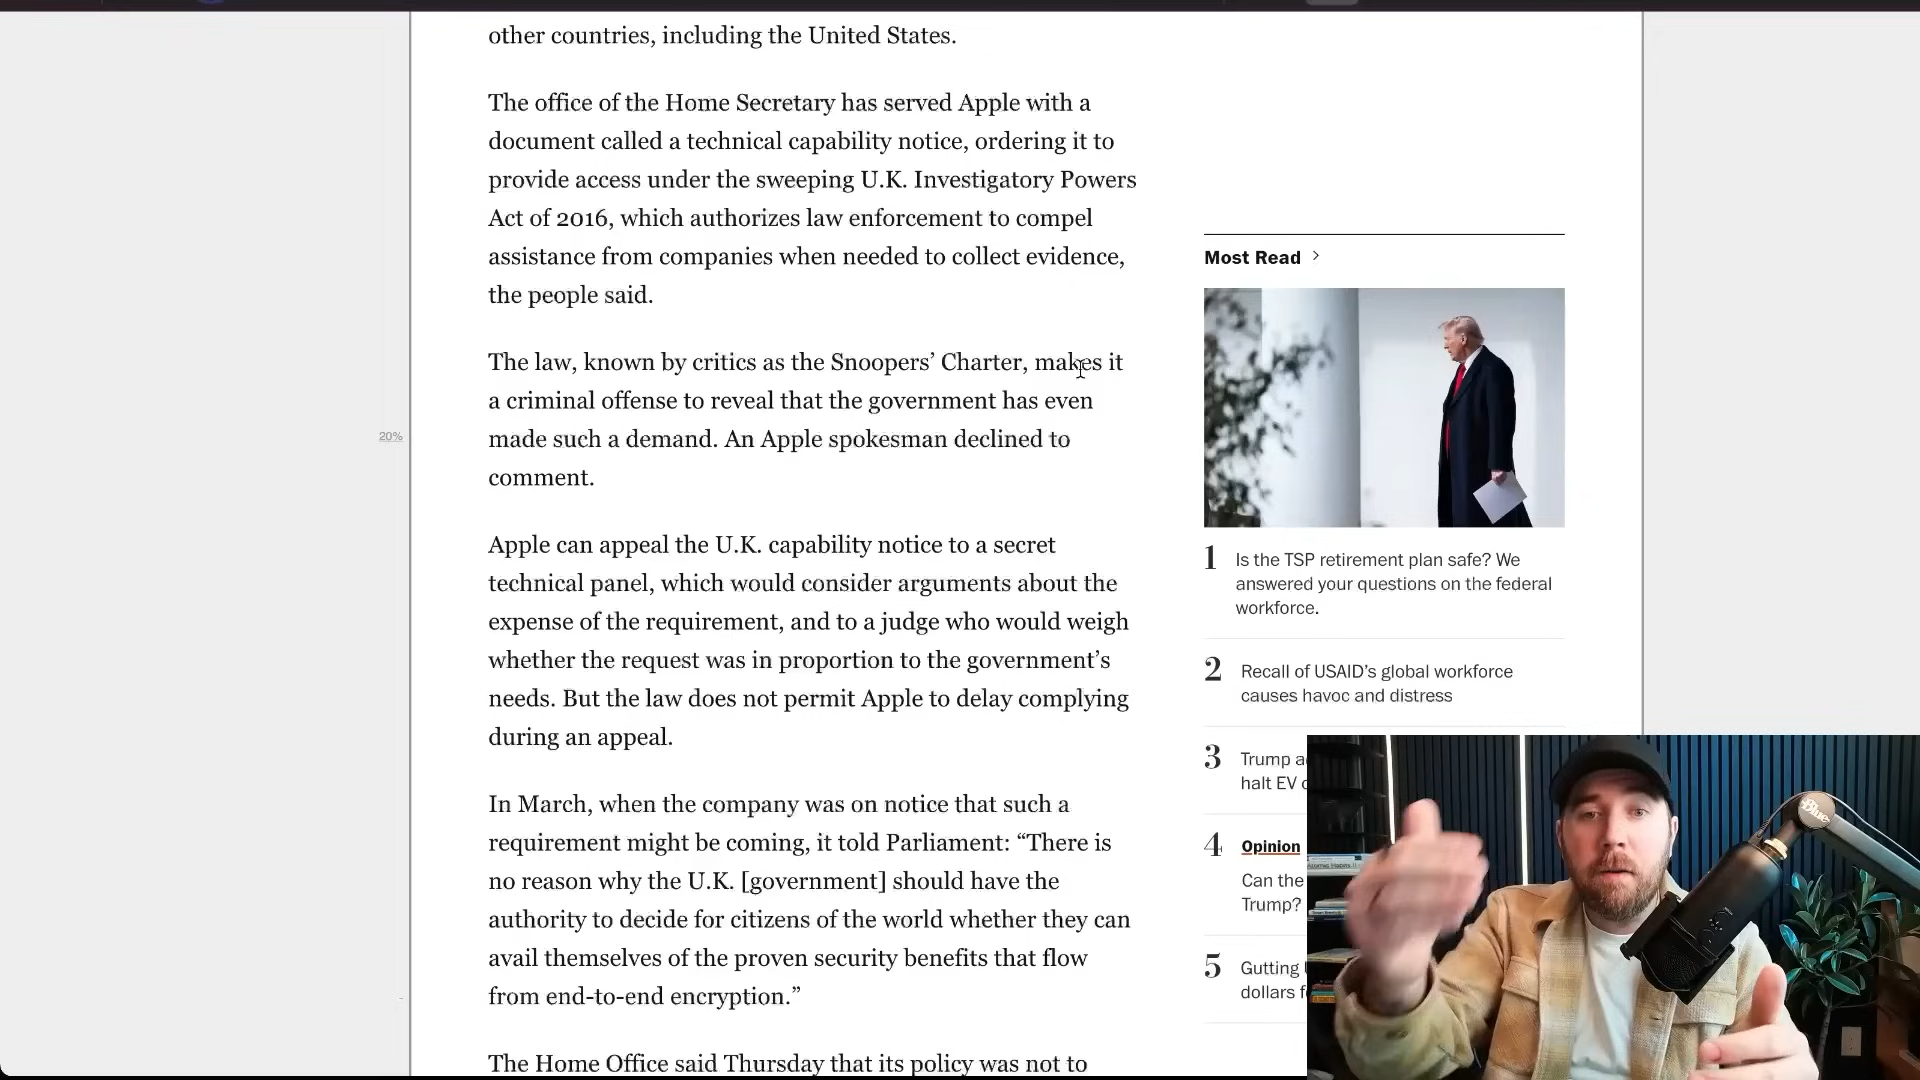 other countries, including the United States.
The office of the Home Secretary has served Apple with a
document called a technical capability notice, ordering it to
provide access under the sweeping U.K. Investigatory Powers
Act of 2016, which authorizes law enforcement to compel
assistance from companies when needed to collect evidence,
the people said.
The law, known by critics as the Snoopers’ Charter, makes it
a criminal offense to reveal that the government has even
made such a demand. An Apple spokesman declined to
comment.
20%
Apple can appeal the U.K. capability notice to a secret
technical panel, which would consider arguments about the
expense of the requirement, and to a judge who would weigh
whether the request was in proportion to the government’s
needs. But the law does not permit Apple to delay complying
during an appeal.
In March, when the company was on notice that such a
requirement might be coming, it told Parliament: “There is
no reason why the U.K. [government] should have the
authority to decide for citizens of the world whether they can
avail themselves of the proven security benefits that flow
from end-to-end encryption.”
The Home Office said Thursday that its policy was not to
Most Read >
1 Is the TSP retirement plan safe? We
answered your questions on the federal
workforce.
2 Recall of USAID’s global workforce
causes havoc and distress
3 Trump
halt EV
4 Opinion
Can the
Trump?
5 Gutting
dollars
Blue